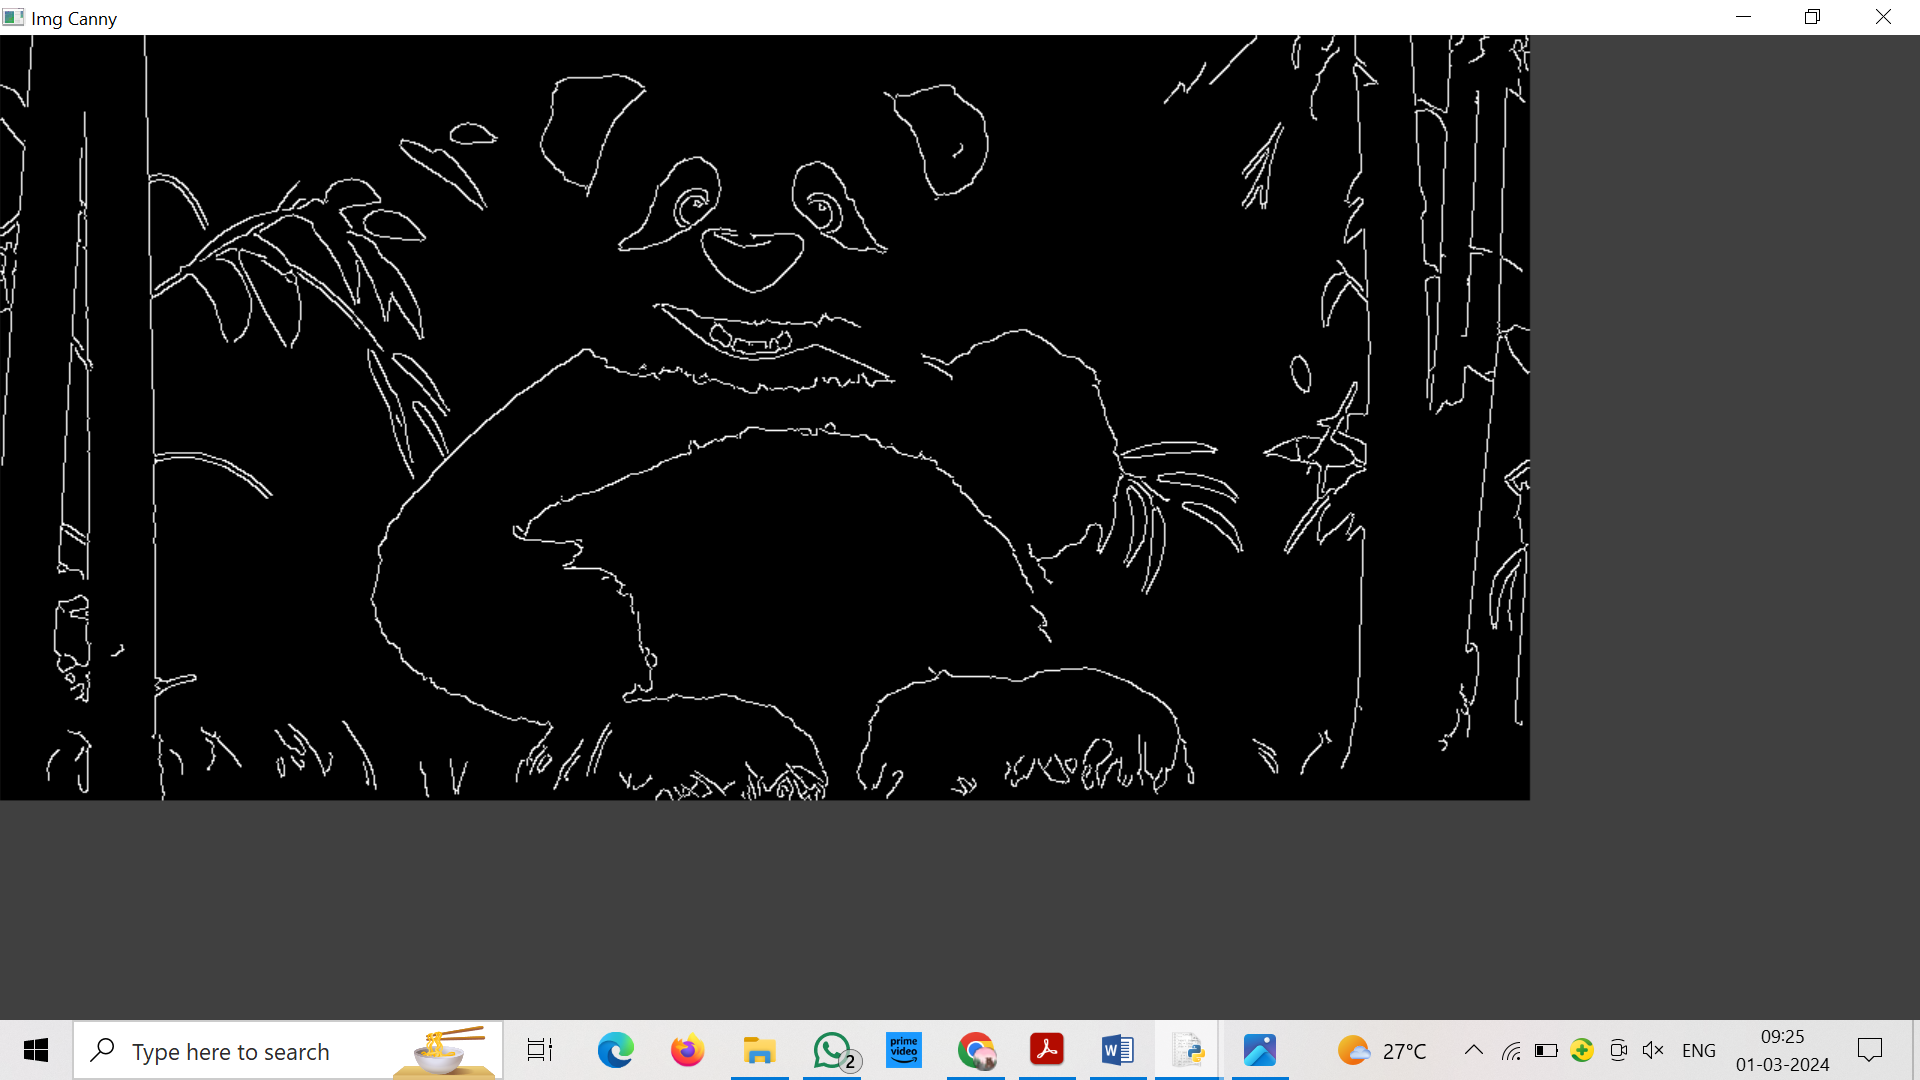 Img Canny
Type here to search
prime
video
2
27°C
ENG
09:25
01-03-2024